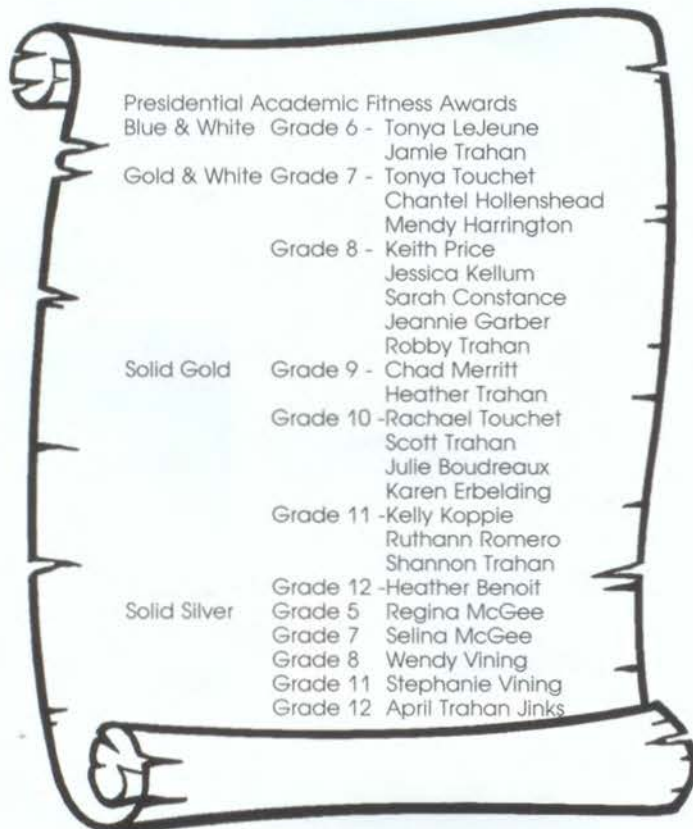 Presidential Academic Fitness Awards
Blue & White Grade 6 - Tonya LeJeune
Jamie Trahan
Gold & White Grade 7 - Tonya Touchet
Chantel Hollenshead
Mendy Harrington
Grade 8 - Keith Price
Jessica Kellum
Sarah Constance
Jeannie Garber
Robby Trahan
Solid Gold Grade 9 - Chad Merritt
Heather Trahan
Grade 10 -Rachael Touchet
Scott Trahan
Julie Boudreaux
Karen Erbelding
Grade 11 -Kelly Koppie
Ruthann Romero
Shannon Trahan
Grade 12 -Heather Benoit
Solid Silver Grade 5 Regina McGee
Grade 7 Selina McGee
Grade 8 Wendy Vining
Grade 11 Stephanie Vining
Grade 12 April Trahan Jinks